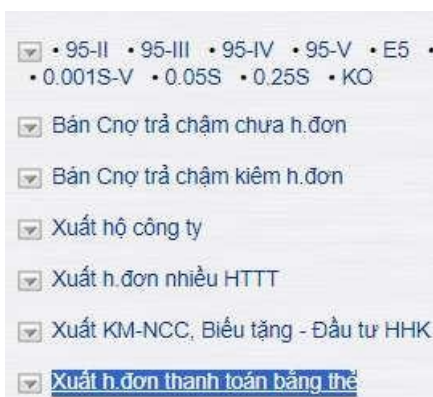 • 95-II • 95-III • 95-IV • 95-V • E5 •
• 0.001S-V • 0.05S • 0.25S • KO
Bán Cnợ trả chậm chưa h.đơn
Bán Cnợ trả chậm kiêm h.đơn
Xuất hộ công ty
Xuất h.đơn nhiều HTTT
Xuất KM-NCC, Biếu tặng - Đầu tư HHK
Xuất h.đơn thanh toán bằng thẻ